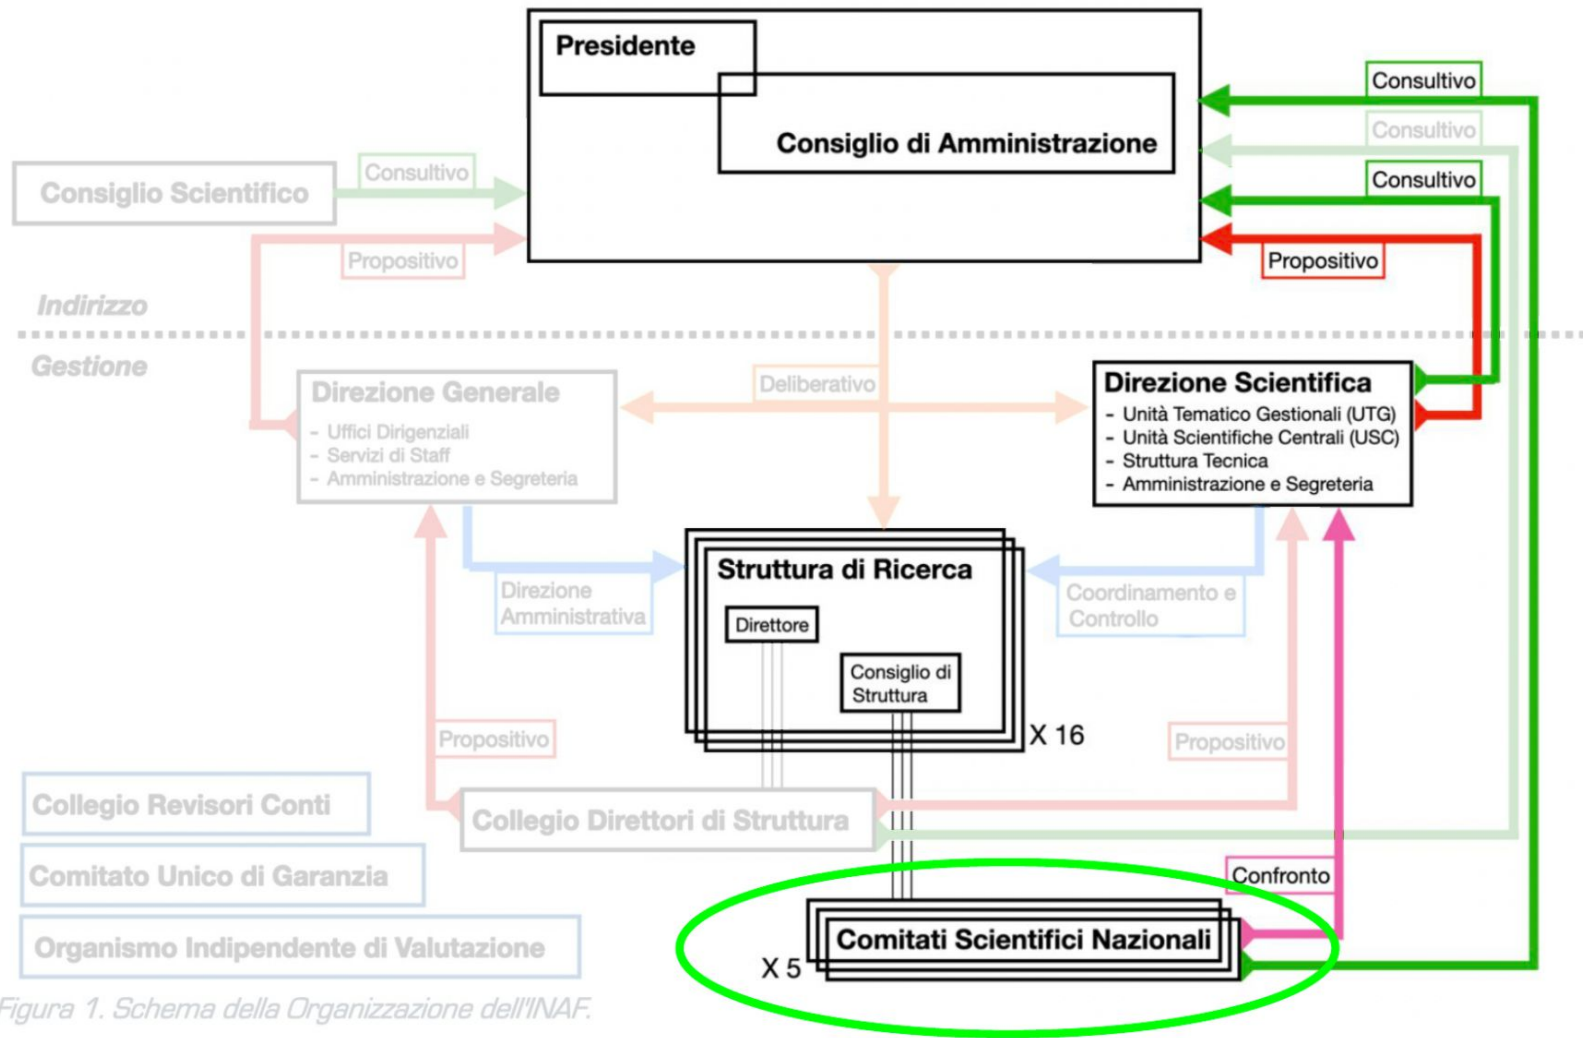 Presidente
Consiglio di Amministrazione
Consultivo
Consultivo
Consultivo
Propositivo
Consiglio Scientifico
Consultivo
Propositivo
Indirizzo
Gestione
Direzione Generale
- Uffici Dirigenziali
- Servizi di Staff
- Amministrazione e Segreteria
Deliberativo
Direzione Scientifica
- Unità Tematico Gestionali (UTG)
- Unità Scientifiche Centrali (USC)
- Struttura Tecnica
- Amministrazione e Segreteria
Direzione
Amministrativa
Struttura di Ricerca
Direttore
Consiglio di
Struttura
X 16
Coordinamento e
Controllo
Propositivo
Propositivo
Collegio Revisori Conti
Collegio Direttori di Struttura
Comitato Unico di Garanzia
Confronto
Organismo Indipendente di Valutazione
Comitati Scientifici Nazionali
X 5
Figura 1. Schema della Organizzazione dell'INAF.